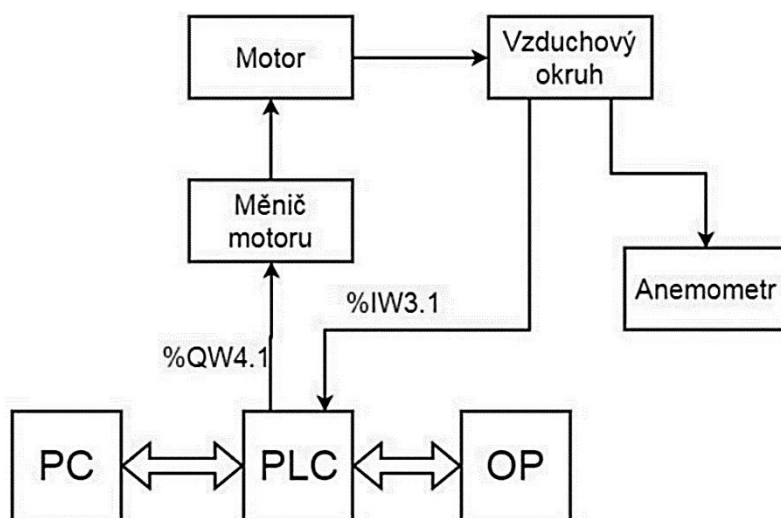 Motor
Vzduchový
okruh
Měnič
motoru
Anemometr
%IW3.1
%QW4.1
PC
PLC
OP